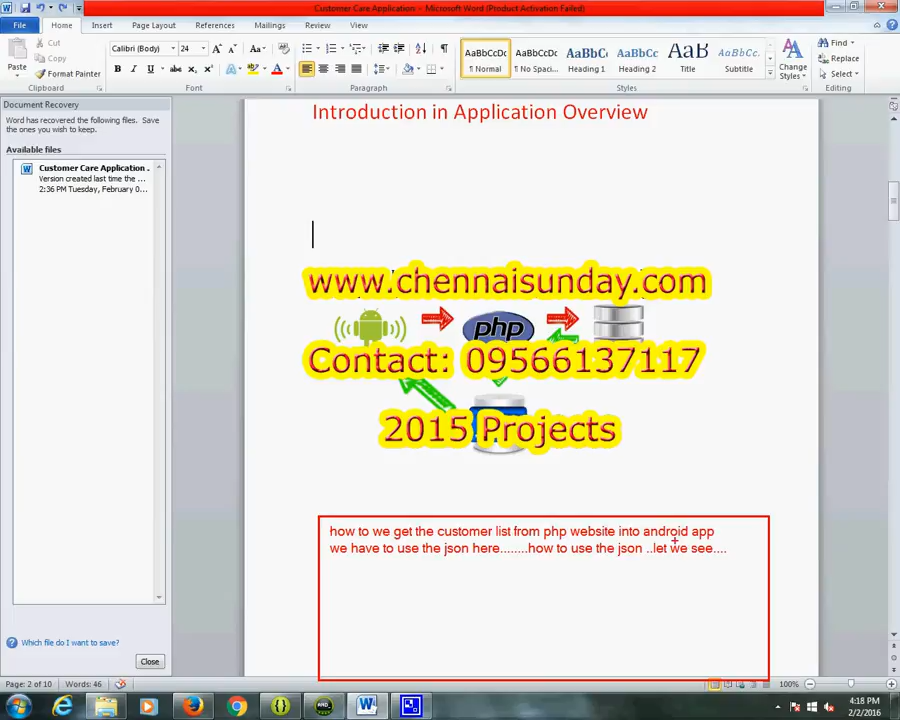 Customer Care Application - Microsoft Word (Product Activation Failed)
File Home Insert Page Layout References Mailings Review View
Cut
Copy
Format Painter
Paste
Clipboard
Calibri (Body) 24
Font
Paragraph
AaBbCcDc AaBbCcDc AaBbC AaBbCc AaB AaBbCc.
¶ Normal ¶ No Spaci... Heading 1 Heading 2 Title Subtitle
Styles
Change
Styles
Find
Replace
Select
Editing
Document Recovery
Word has recovered the following files. Save
the ones you wish to keep.
Available files
Customer Care Application .
Version created last time the ...
2:36 PM Tuesday, February 0...
Which file do I want to save?
Close
Introduction in Application Overview
www.chennaisunday.com
php
Contact: 09566137117
2015 Projects
how to we get the customer list from php website into android app
we have to use the json here........how to use the json ..let we see....
Page: 2 of 10 Words: 46
100%
4:18 PM
2/2/2016